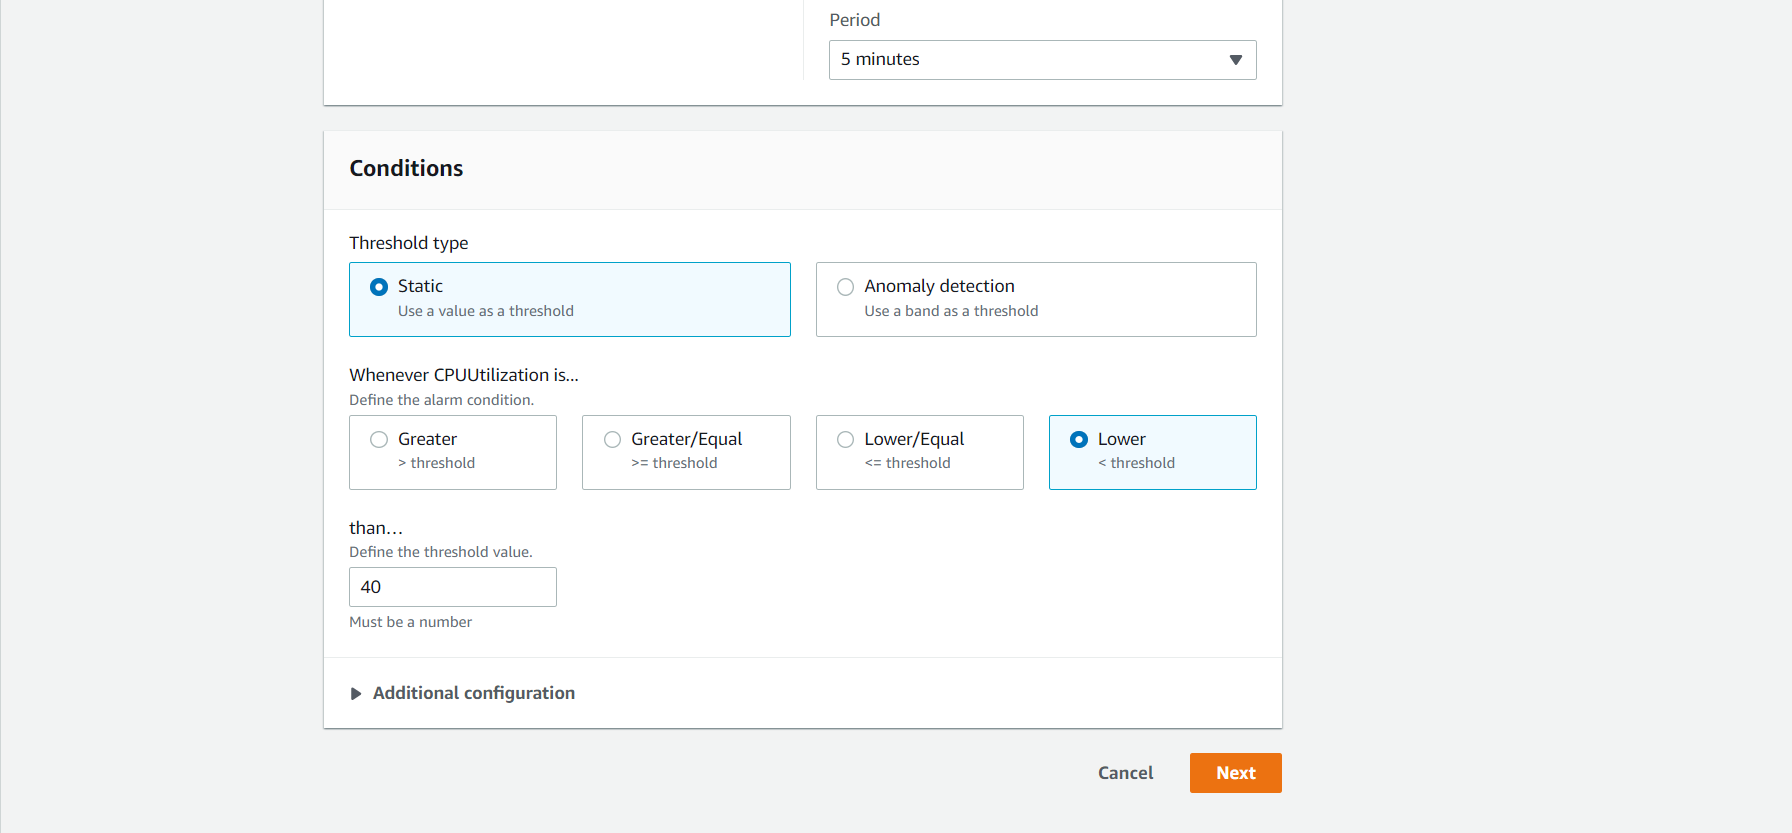 Period
5 minutes
Conditions
Threshold type
Static
Use a value as a threshold
Anomaly detection
Use a band as a threshold
Whenever CPUUtilization is...
Define the alarm condition.
Greater
> threshold
Greater/Equal
>= threshold
Lower/Equal
<= threshold
Lower
< threshold
than…
Define the threshold value.
40
Must be a number
Additional configuration
Cancel
Next